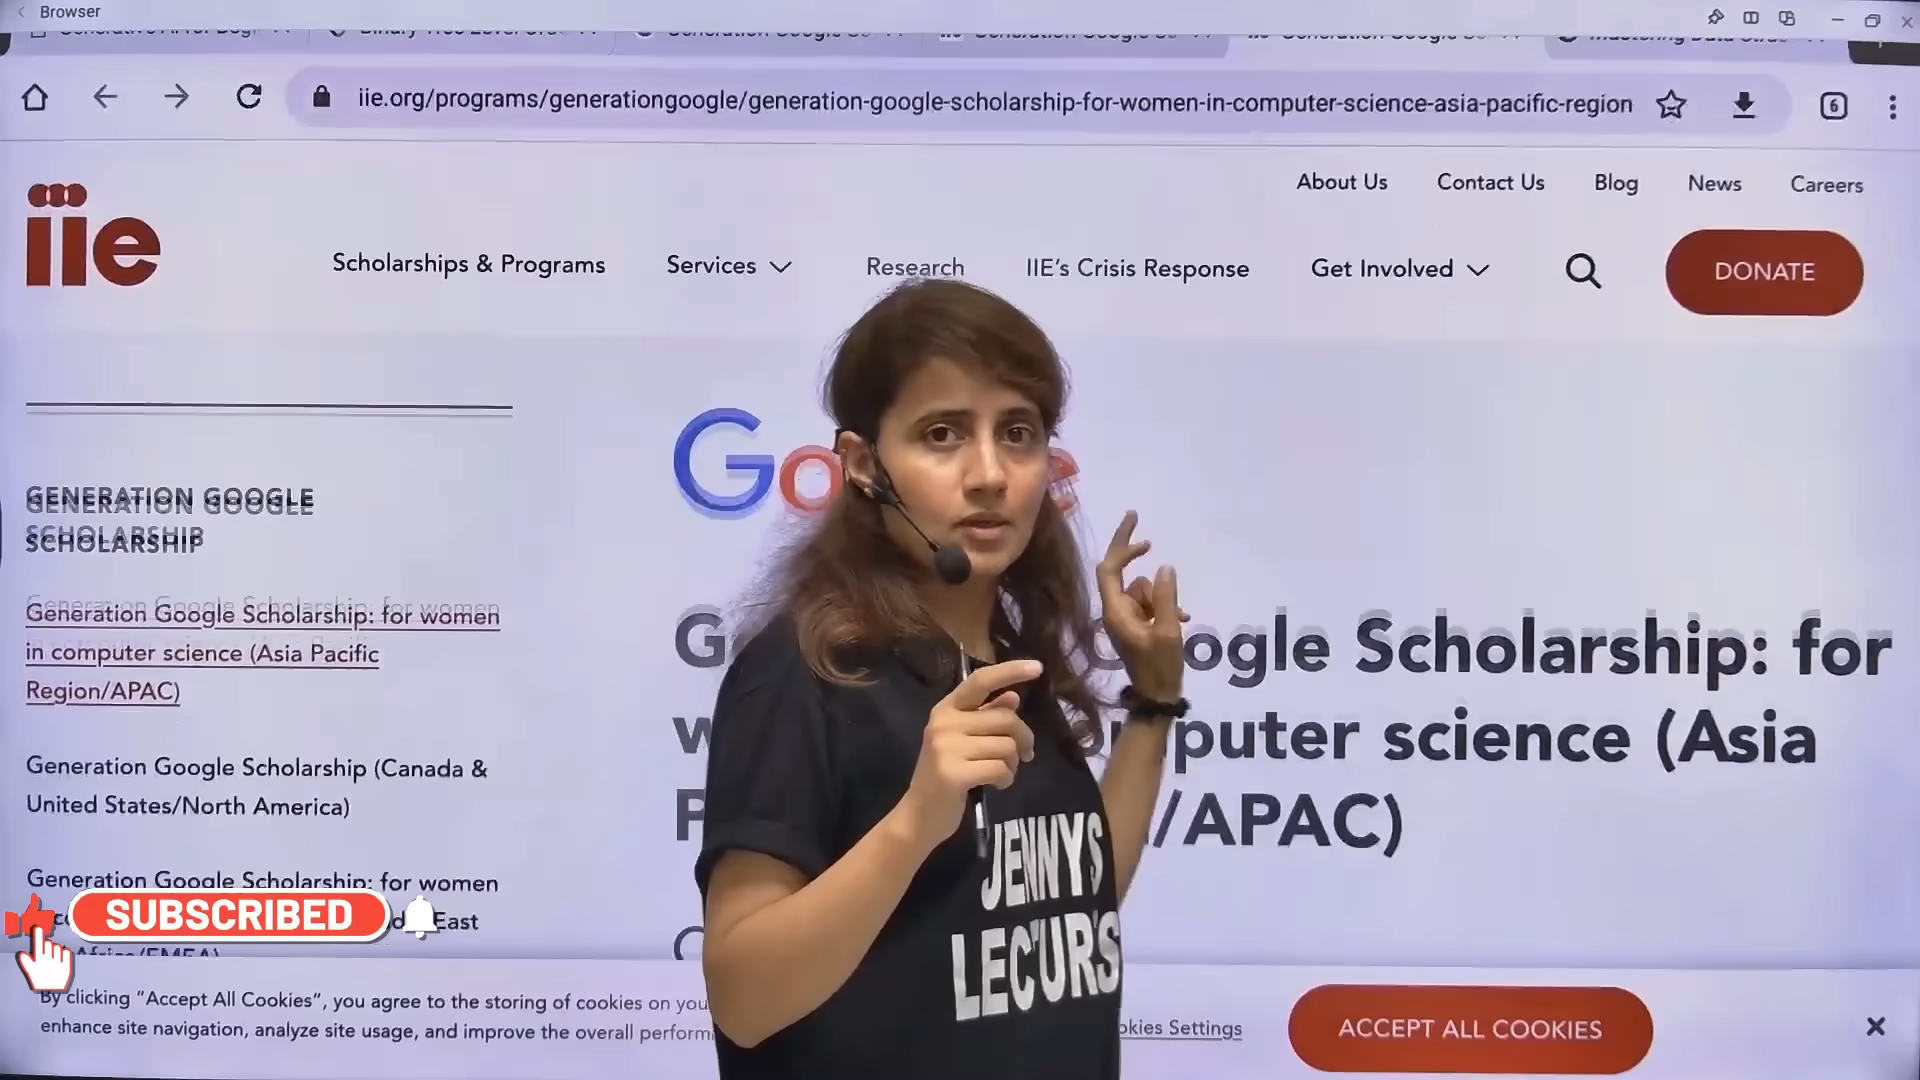 Browser
iie.org/programs/generationgoogle/generation-google-scholarship-for-women-in-computer-science-asia-pacific-region
6
About Us
Contact Us
Blog
News
Careers
iie
Scholarships & Programs
Services
Research
IIE's Crisis Response
Get Involved
DONATE
GENERATION GOOGLE
SCHOLARSHIP
Generation Google Scholarship: for women
in computer science (Asia Pacific
Region/APAC)
Generation Google Scholarship (Canada &
United States/North America)
Generation Google Scholarship: for women
East
SUBSCRIBED
Go e
G ogle Scholarship: for
w mputer science (Asia
P /APAC)
JENNYS
LECTURS
By clicking "Accept All Cookies", you agree to the storing of cookies on you
enhance site navigation, analyze site usage, and improve the overall perform
okies Settings
ACCEPT ALL COOKIES